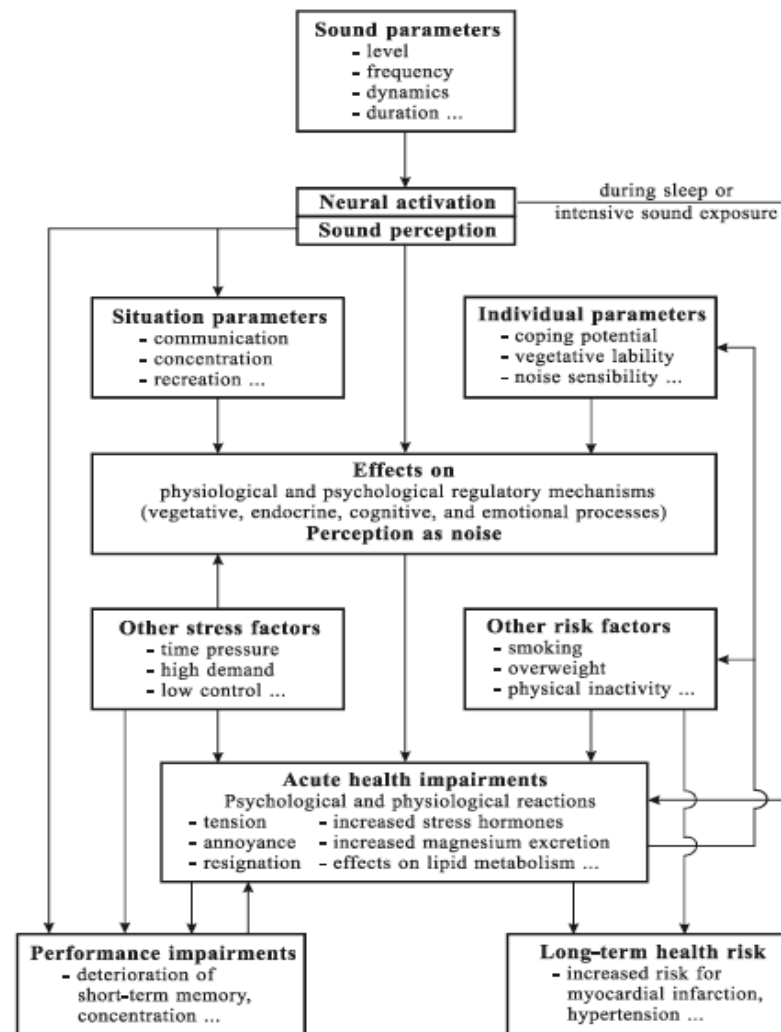 Sound parameters
- level
- frequency
- dynamics
- duration ...
Neural activation
during sleep or
intensive sound exposure
Sound perception
Situation parameters
- communication
- concentration
- recreation ...
Individual parameters
- coping potential
- vegetative lability
- noise sensibility ...
Effects on
physiological and psychological regulatory mechanisms
(vegetative, endocrine, cognitive, and emotional processes)
Perception as noise
Other stress factors
- time pressure
- high demand
- low control ...
Other risk factors
- smoking
- overweight
- physical inactivity ...
Acute health impairments
Psychological and physiological reactions
- tension - increased stress hormones
- annoyance - increased magnesium excretion
- resignation - effects on lipid metabolism ...
Performance impairments
- deterioration of
short-term memory,
concentration ...
Long-term health risk
- increased risk for
myocardial infarction,
hypertension ...